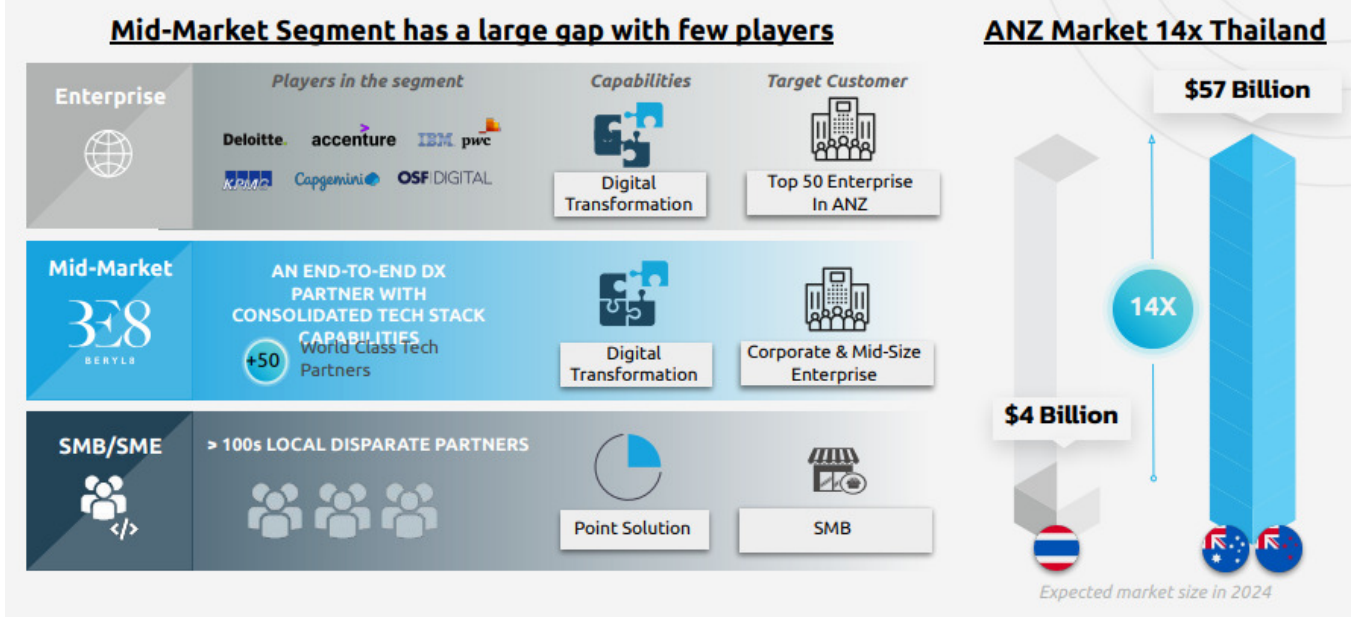 Mid-Market Segment has a large gap with few players
ANZ Market 14x Thailand
Enterprise
Players in the segment
Capabilities
Target Customer
Deloitte.
accenture
IBM
pwc
KPMG
Capgemini
OSF DIGITAL
Digital
Transformation
Top 50 Enterprise
In ANZ
Mid-Market
BE8
BERYL8
AN END-TO-END DX
PARTNER WITH
CONSOLIDATED TECH STACK
CAPABILITIES
+50
World Class Tech
Partners
Digital
Transformation
Corporate & Mid-Size
Enterprise
SMB/SME
</>
> 100s LOCAL DISPARATE PARTNERS
Point Solution
SMB
$57 Billion
14X
$4 Billion
Expected market size in 2024